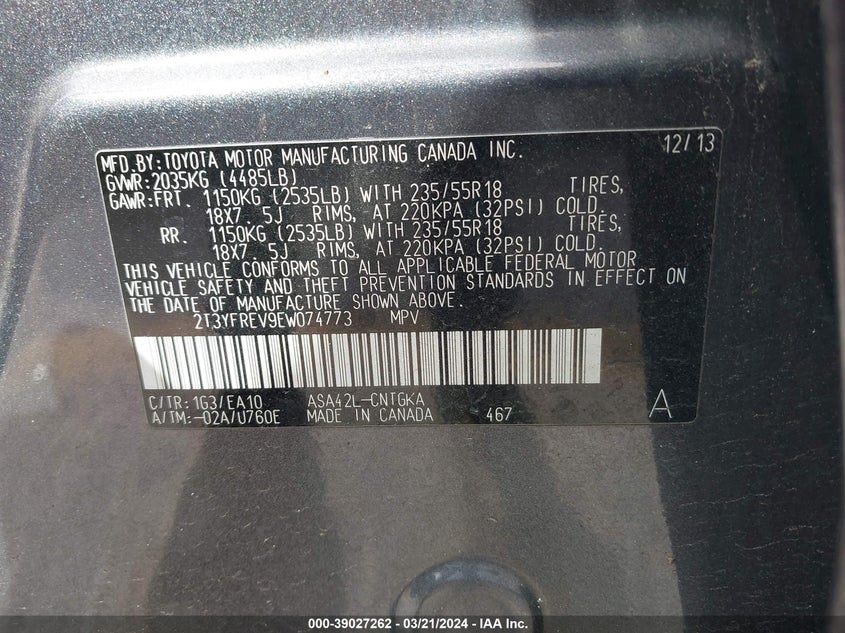 MFD.BY:TOYOTA MOTOR MANUFACTURING CANADA INC. 12/13
GVWR:2035KG (4485LB)
GAWR:FRT. 1150KG (2535LB) WITH 235/55R18 TIRES,
18X7. 5J RIMS, AT 220KPA (32PSI) COLD.
RR. 1150KG (2535LB) WITH 235/55R18 TIRES,
18X7. 5J RIMS, AT 220KPA (32PSI) COLD.
THIS VEHICLE CONFORMS TO ALL APPLICABLE FEDERAL MOTOR
VEHICLE SAFETY AND THEFT PREVENTION STANDARDS IN EFFECT ON
THE DATE OF MANUFACTURE SHOWN ABOVE.
2T3YFREV9EW074773 MPV
C/TR:1G3/EA10 ASA42L-CNTGKA
A/TM:-02A/U760E MADE IN CANADA 467 A
000-39027262 - 03/21/2024 - IAA Inc.